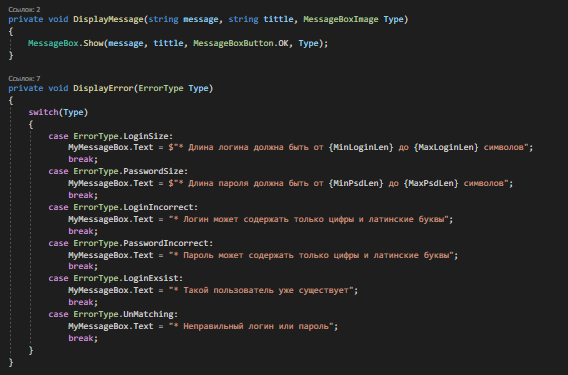 Ссылок: 2
private void DisplayMessage(string message, string tittle, MessageBoxImage Type)
{
MessageBox.Show(message, tittle, MessageBoxButton.OK, Type);
}
Ссылок: 7
private void DisplayError(ErrorType Type)
{
switch(Type)
{
case ErrorType.LoginSize:
MyMessageBox.Text = $"* Длина логина должна быть от {MinLoginLen} до {MaxLoginLen} символов";
break;
case ErrorType.PasswordSize:
MyMessageBox.Text = $"* Длина пароля должна быть от {MinPsdLen} до {MaxPsdLen} символов";
break;
case ErrorType.LoginIncorrect:
MyMessageBox.Text = "* Логин может содержать только цифры и латинские буквы";
break;
case ErrorType.PasswordIncorrect:
MyMessageBox.Text = "* Пароль может содержать только цифры и латинские буквы";
break;
case ErrorType.LoginExsist:
MyMessageBox.Text = "* Такой пользователь уже существует";
break;
case ErrorType.UnMatching:
MyMessageBox.Text = "* Неправильный логин или пароль";
break;
}
}